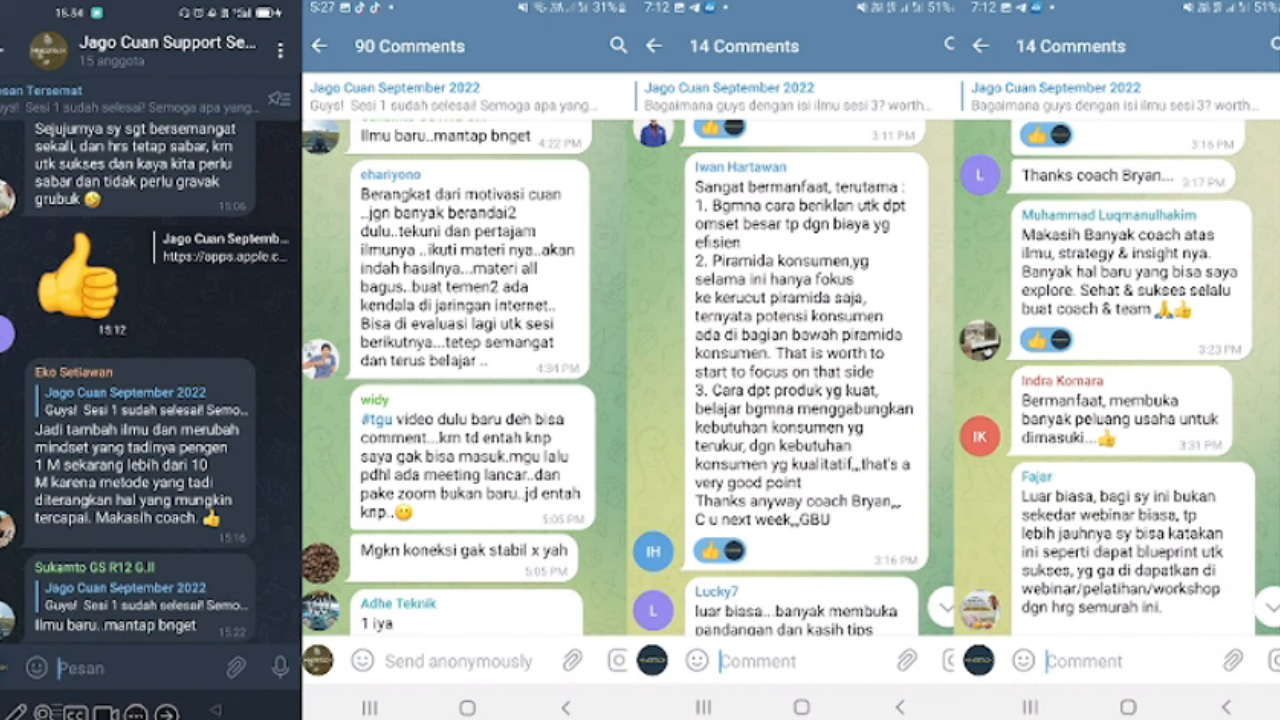 15.54
Jago Cuan Support Se...
15 anggota
esan Tersemat
uys! Sesi 1 sudah selesai! Semoga apa yang...
Sejujurnya sy sgt bersemangat
sekali, dan hrs tetap sabar, krn
utk sukses dan kaya kita perlu
sabar dan tidak perlu gravak
grubuk
15:06
Jago Cuan Septemb...
https://apps.apple.c...
15:12
Eko Setiawan
Jago Cuan September 2022
Guys! Sesi 1 sudah selesai! Semo..
Jadi tambah ilmu dan merubah
mindset yang tadinya pengen
1 M sekarang lebih dari 10
M karena metode yang tadi
diterangkan hal yang mungkin
tercapai. Makasih coach.
15:16
Sukamto GS R12 G.II
Jago Cuan September 2022
Guys! Sesi 1 sudah selesai! Semo..
Ilmu baru..mantap bnget
15:22
Pesan
5:27
31%
90 Comments
Jago Cuan September 2022
Guys! Sesi 1 sudah selesai! Semoga apa yang...
Ilmu baru..mantap bnget
4:22 PM
ehariyono
Berangkat dari motivasi cuan
..jgn banyak berandai2
dulu..tekuni dan pertajam
ilmunya ..ikuti materi nya..akan
indah hasilnya...materi all
bagus..buat temen2 ada
kendala di jaringan internet..
Bisa di evaluasi lagi utk sesi
berikutnya...tetep semangat
dan terus belajar ..
4:34 PM
widy
#tgu video dulu baru deh bisa
comment...krn td entah knp
saya gak bisa masuk.mgu lalu
pdhl ada meeting lancar..dan
pake zoom bukan baru..jd entah
knp..
5:05 PM
Mgkn koneksi gak stabil x yah
5:05 PM
Adhe Teknik
1 iya
Send anonymously
7:12
51%
14 Comments
Jago Cuan September 2022
Bagaimana guys dengan isi ilmu sesi 3? worth...
3:11 PM
Iwan Hartawan
Sangat bermanfaat, terutama :
1. Bgmna cara beriklan utk dpt
omset besar tp dgn biaya yg
efisien
2. Piramida konsumen,yg
selama ini hanya fokus
ke kerucut piramida saja,
ternyata potensi konsumen
ada di bagian bawah piramida
konsumen. That is worth to
start to focus on that side
3. Cara dpt produk yg kuat,
belajar bgmna menggabungkan
kebutuhan konsumen yg
terukur, dgn kebutuhan
konsumen yg kualitatif,,,that's a
very good point
Thanks anyway coach Bryan,,,
C u next week,,,GBU
IH
3:16 PM
Lucky7
L
luar biasa...banyak membuka
pandangan dan kasih tips
Comment
7:12
51%
14 Comments
Jago Cuan September 2022
Bagaimana guys dengan isi ilmu sesi 3? worth...
3:16 PM
L
Thanks coach Bryan...
3:17 PM
Muhammad Luqmanulhakim
Makasih Banyak coach atas
ilmu, strategy & insight nya.
Banyak hal baru yang bisa saya
explore. Sehat & sukses selalu
buat coach & team
3:23 PM
Indra Komara
Bermanfaat, membuka
banyak peluang usaha untuk
dimasuki...
IK
3:31 PM
Fajar
Luar biasa, bagi sy ini bukan
sekedar webinar biasa, tp
lebih jauhnya sy bisa katakan
ini seperti dapat blueprint utk
sukses, yg ga di dapatkan di
webinar/pelatihan/workshop
dgn hrg semurah ini.
Comment